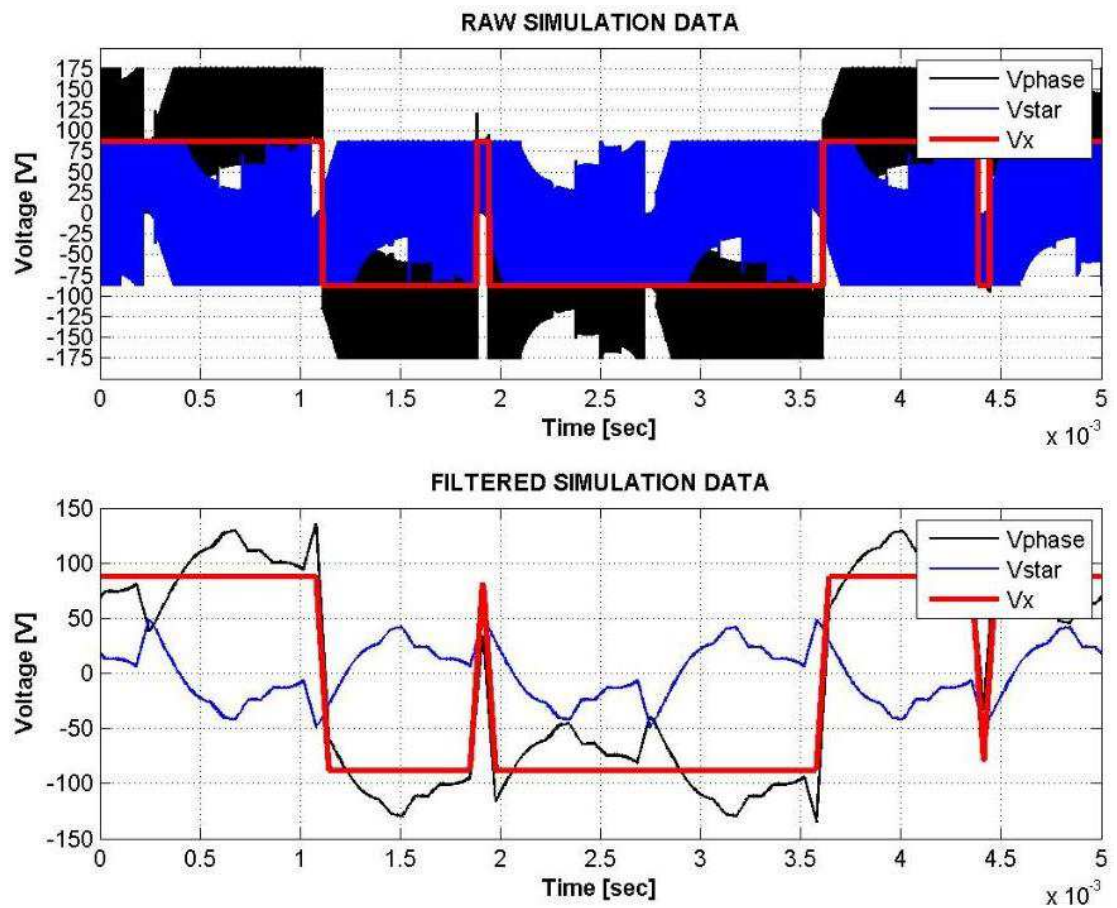 RAW SIMULATION DATA
Voltage [V]
175
150
125
100
75
50
25
0
-25
-50
-75
-100
-125
-150
-175
Vphase
Vstar
Vx
0 0.5 1 1.5 2 2.5 3 3.5 4 4.5 5
Time [sec]
x 10-3
FILTERED SIMULATION DATA
Voltage [V]
150
100
50
0
-50
-100
-150
Vphase
Vstar
Vx
0 0.5 1 1.5 2 2.5 3 3.5 4 4.5 5
Time [sec]
x 10-3